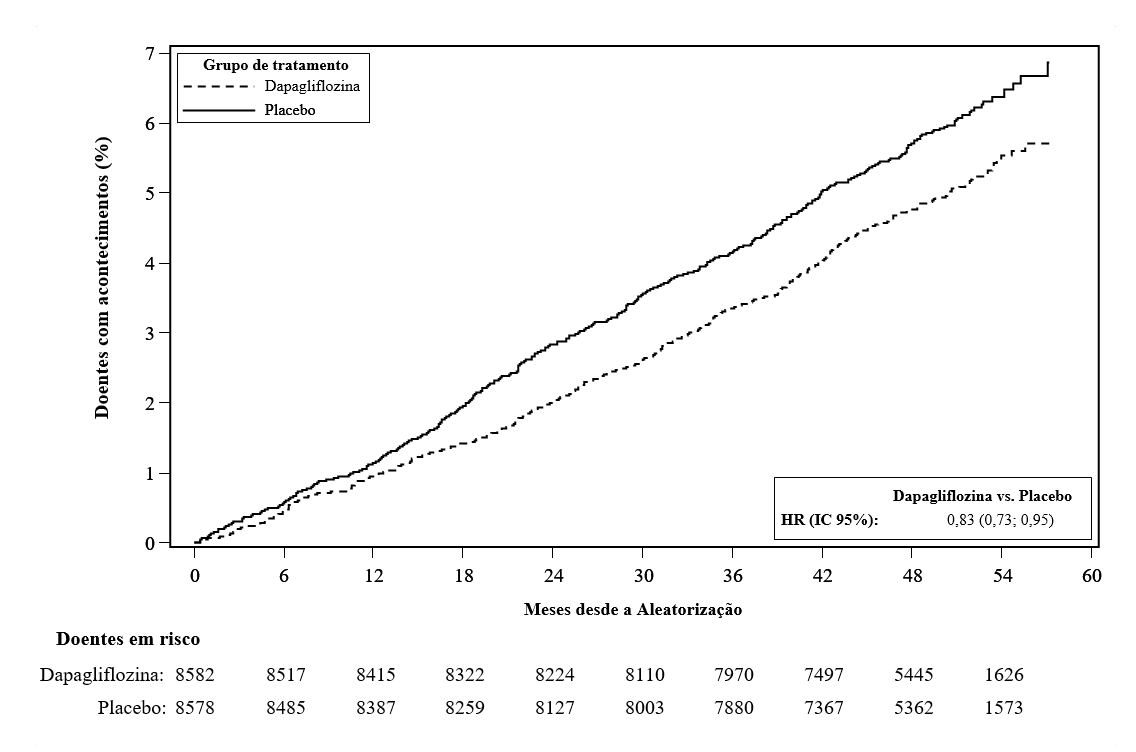 Grupo de tratamento
Dapagliflozina
Placebo
Doentes com acontecimentos (%)
7
6
5
4
3
2
1
0
Dapagliflozina vs. Placebo
HR (IC 95%): 0,83 (0,73; 0,95)
0 6 12 18 24 30 36 42 48 54 60
Meses desde a Aleatorização
Doentes em risco
Dapagliflozina: 8582 8517 8415 8322 8224 8110 7970 7497 5445 1626
Placebo: 8578 8485 8387 8259 8127 8003 7880 7367 5362 1573